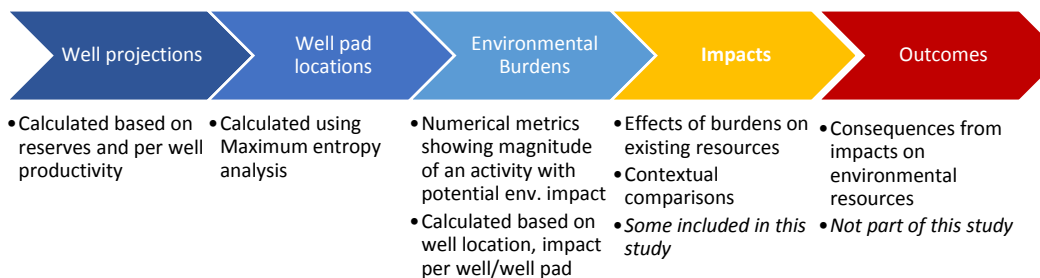 Well projections
Well pad
locations
Environmental
Burdens
Impacts
Outcomes
•Calculated based on
reserves and per well
productivity
•Calculated using
Maximum entropy
analysis
•Numerical metrics
showing magnitude
of an activity with
potential env. impact
•Calculated based on
well location, impact
per well/well pad
•Effects of burdens on
existing resources
•Contextual
comparisons
•Some included in this
study
•Consequences from
impacts on
environmental
resources
•Not part of this study